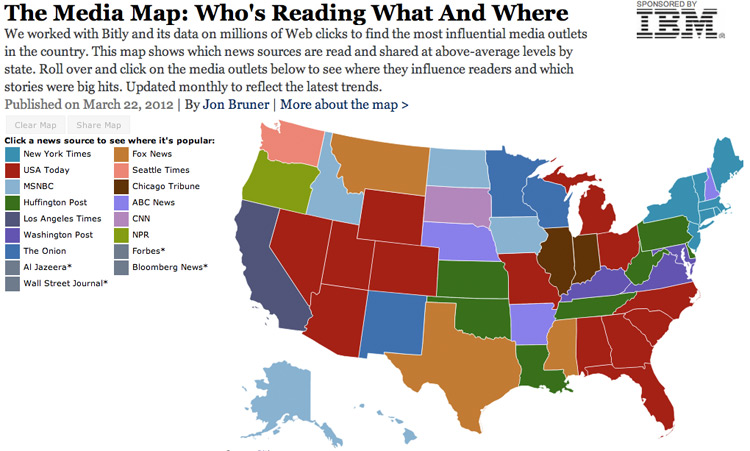 The Media Map: Who's Reading What And Where
SPONSORED BY
IBM
We worked with Bitly and its data on millions of Web clicks to find the most influential media outlets
in the country. This map shows which news sources are read and shared at above-average levels by
state. Roll over and click on the media outlets below to see where they influence readers and which
stories were big hits. Updated monthly to reflect the latest trends.
Published on March 22, 2012 | By Jon Bruner | More about the map >
Clear Map Share Map
Click a news source to see where it's popular:
New York Times Fox News
USA Today Seattle Times
MSNBC Chicago Tribune
Huffington Post ABC News
Los Angeles Times CNN
Washington Post NPR
The Onion Forbes*
Al Jazeera* Bloomberg News*
Wall Street Journal*